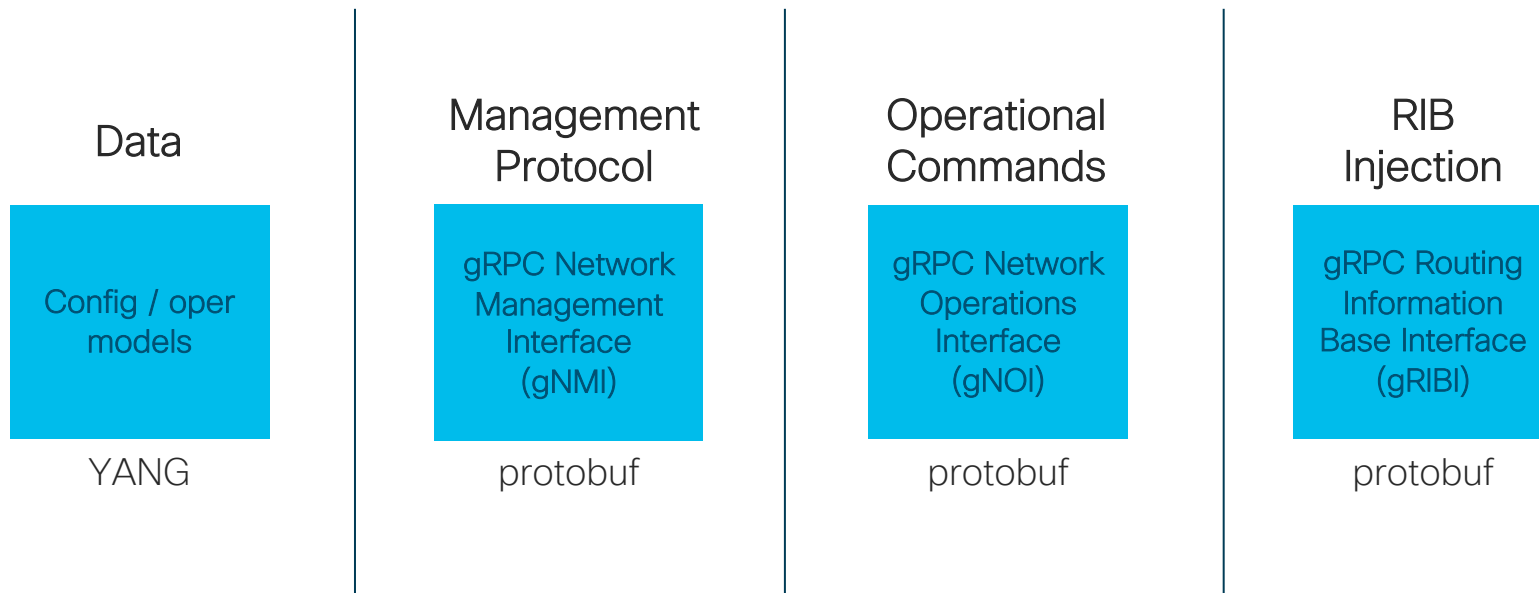 Data
Config / oper
models
YANG
Management
Protocol
gRPC Network
Management
Interface
(gNMI)
protobuf
Operational
Commands
gRPC Network
Operations
Interface
(gNOI)
protobuf
RIB
Injection
gRPC Routing
Information
Base Interface
(gRIBI)
protobuf